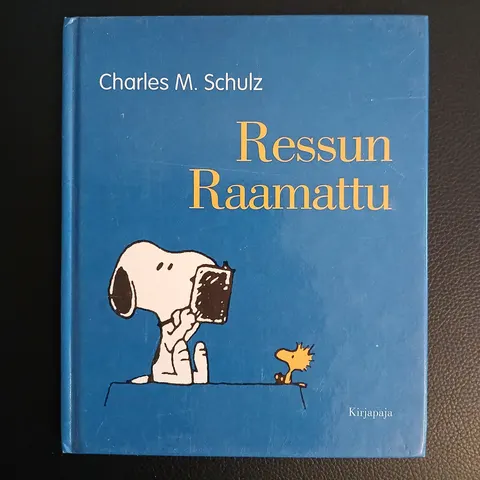 Charles M. Schulz
Ressun
Raamattu
Kirjapaja